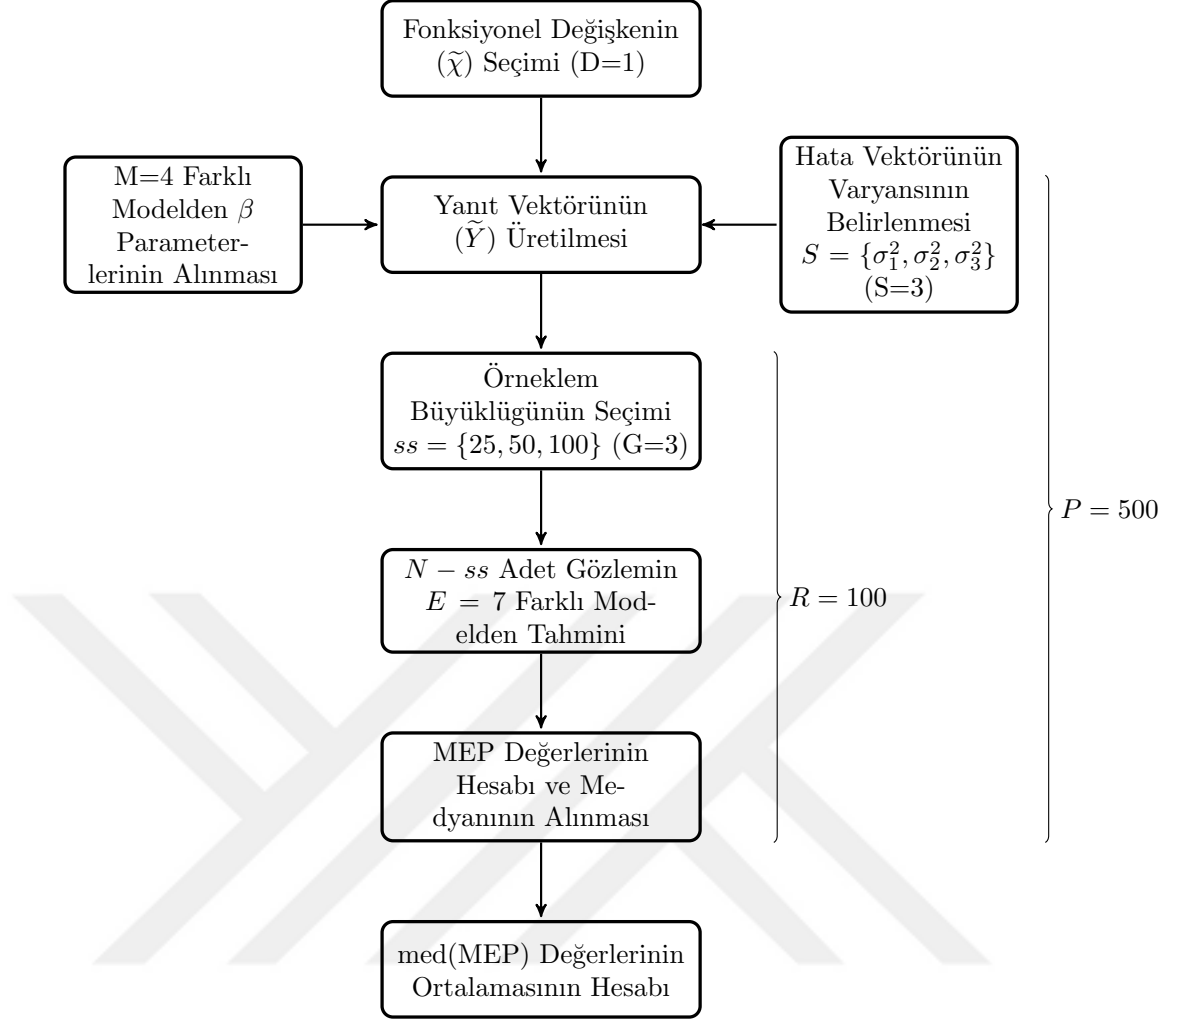 Fonksiyonel Değişkenin
(χ̃) Seçimi (D=1)
M=4 Farklı
Modelden β
Parameter-
lerinin Alınması
Yanıt Vektörünün
(Ỹ) Üretilmesi
Hata Vektörünün
Varyansının
Belirlenmesi
S = {σ₁², σ₂², σ₃²}
(S=3)
Örneklem
Büyüklügünün Seçimi
ss = {25, 50, 100} (G=3)
P = 500
N − ss Adet Gözlemin
E = 7 Farklı Mod-
elden Tahmini
R = 100
MEP Değerlerinin
Hesabı ve Me-
dyanının Alınması
med(MEP) Değerlerinin
Ortalamasının Hesabı